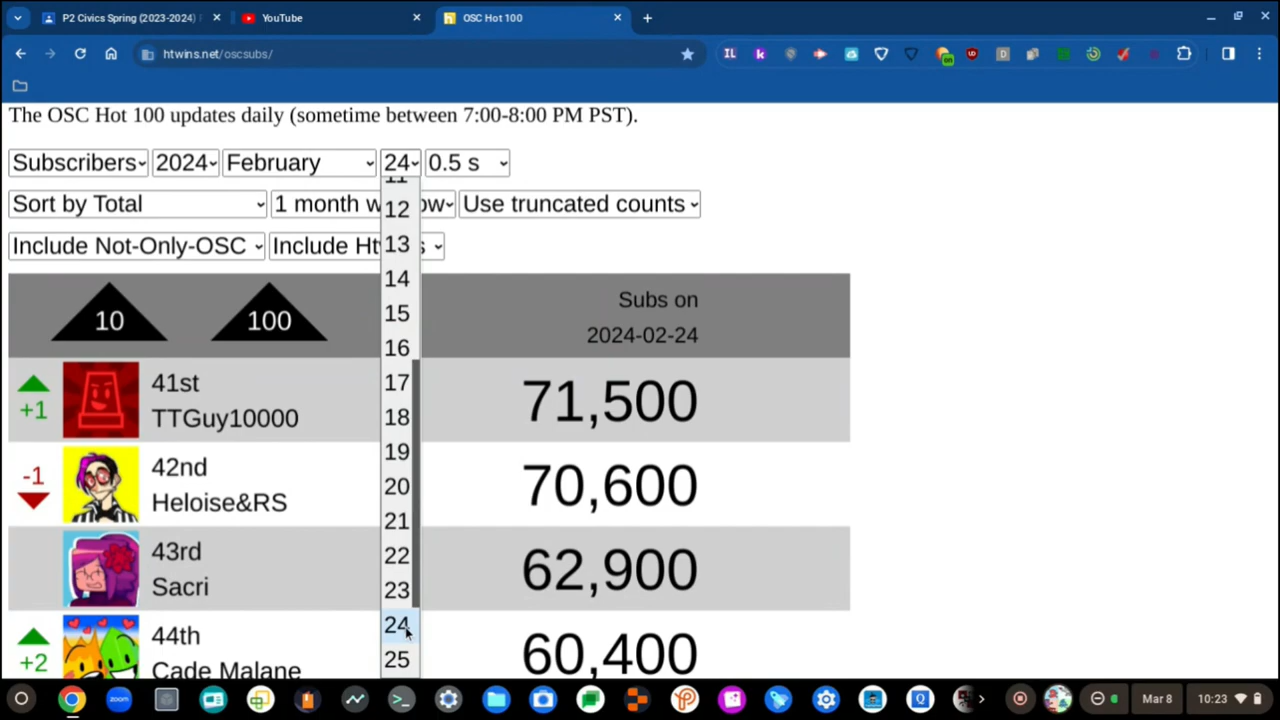 P2 Civics Spring (2023-2024)
YouTube
OSC Hot 100
htwins.net/oscsubs/
The OSC Hot 100 updates daily (sometime between 7:00-8:00 PM PST).
Subscribers 2024 February 24 0.5 s
Sort by Total 1 month w ow Use truncated counts
Include Not-Only-OSC Include Ht s
12
13
14
15
16
17
18
19
20
21
22
23
24
25
10 100 Subs on
2024-02-24
+1 41st
TTGuy10000 71,500
-1 42nd
Heloise&RS 70,600
43rd
Sacri 62,900
+2 44th
Cade Malane 60,400
zoom
Mar 8 10:23